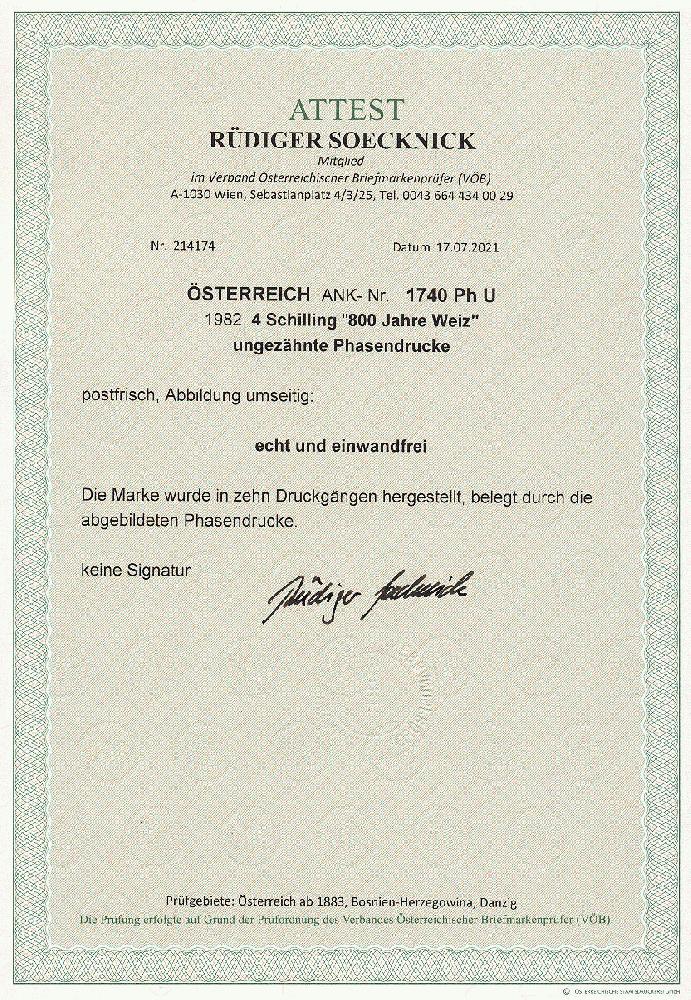 ATTEST
RÜDIGER SOECKNICK
Mitglied
im Verband Österreichischer Briefmarkenprüfer (VÖB)
A-1030 Wien, Sebastianplatz 4/3/25, Tel. 0043 664 434 00 29
Nr. 214174 Datum 17.07.2021
ÖSTERREICH ANK- Nr. 1740 Ph U
1982 4 Schilling "800 Jahre Weiz"
ungezähnte Phasendrucke
postfrisch, Abbildung umseitig:
echt und einwandfrei
Die Marke wurde in zehn Druckgängen hergestellt, belegt durch die
abgebildeten Phasendrucke.
keine Signatur
Rüdiger Soecknick
Prüfgebiete: Österreich ab 1883, Bosnien-Herzegowina, Danzig
Die Prüfung erfolgte auf Grund der Prüfordnung des Verbandes Österreichischer Briefmarkenprüfer (VÖB)
© ÖSTERREICHISCHE STAATSDRUCKEREI